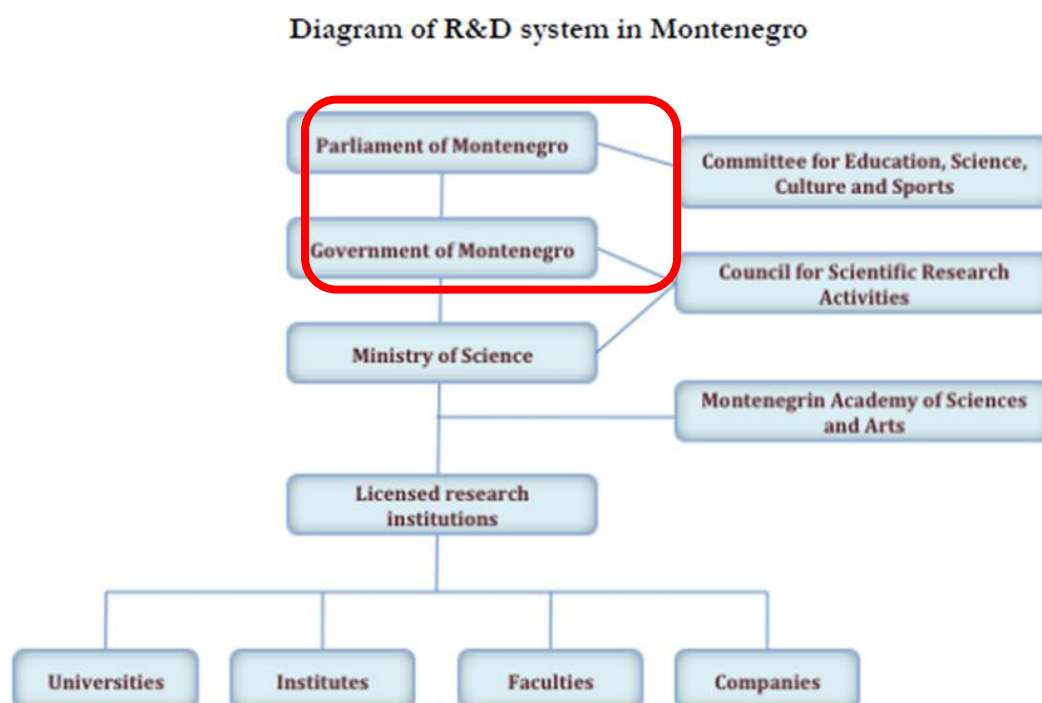 Diagram of R&D system in Montenegro
Parliament of Montenegro
Committee for Education, Science,
Culture and Sports
Government of Montenegro
Council for Scientific Research
Activities
Ministry of Science
Montenegrin Academy of Sciences
and Arts
Licensed research
institutions
Universities
Institutes
Faculties
Companies